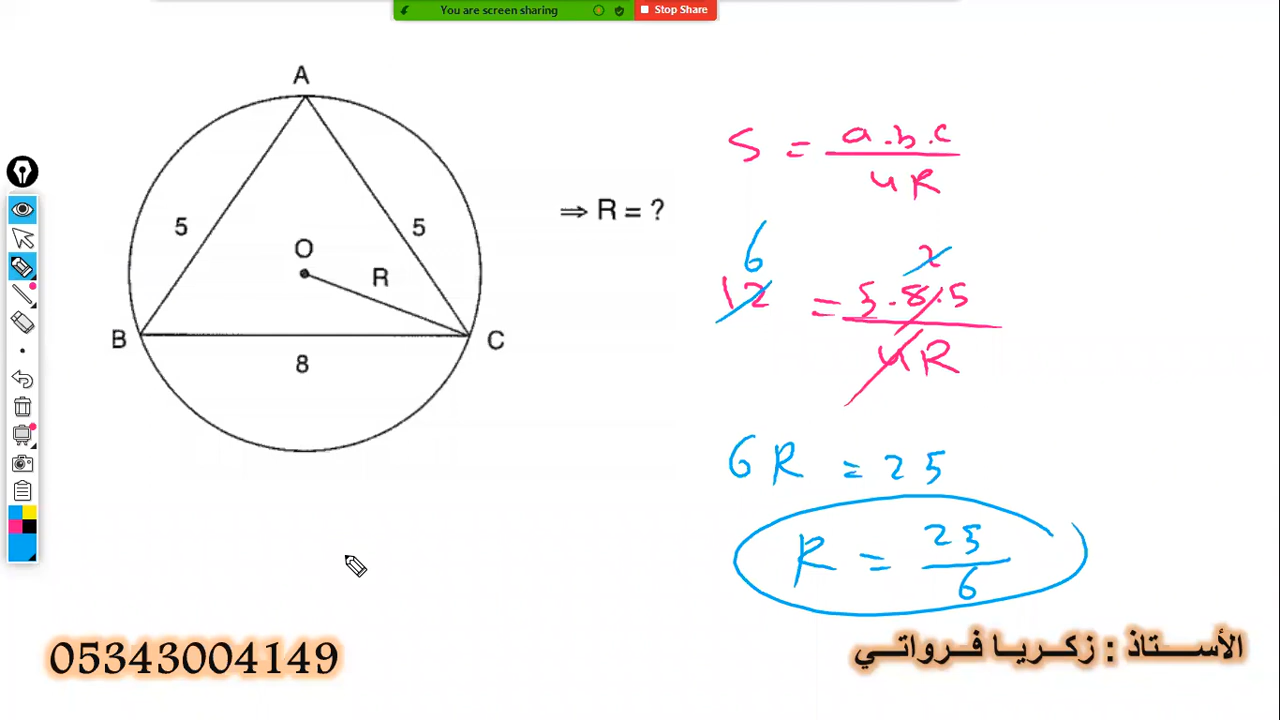 You are screen sharing
Stop Share
A
5
5
O
R
B
C
8
⇒ R = ?
S = a.b.c / 4R
6
2
12 = 5.8.5 / 4R
6R = 25
R = 25 / 6
05343004149
الأستاذ : زكريا فرواتي